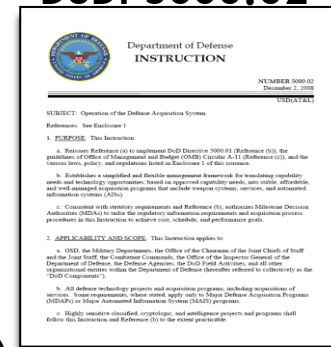 DoDI 5000.02
Department of Defense
INSTRUCTION
NUMBER 5000.02
December 2, 2008
USD(AT&L)
SUBJECT: Operation of the Defense Acquisition System
References: See Enclosure 1
1. PURPOSE. This Instruction:
a. Reissues Reference (a) to implement DoD Directive 5000.01 (Reference (b)), the
guidelines of Office of Management and Budget (OMB) Circular A-11 (Reference (c)), and the
various laws, policy, and regulations listed in Enclosure 1 of this issuance.
b. Establishes a simplified and flexible management framework for translating capability
needs and technology opportunities, based on approved capability needs, into stable, affordable,
and well-managed acquisition programs that include weapon systems, services, and automated
information systems (AISs).
c. Consistent with statutory requirements and Reference (b), authorizes Milestone Decision
Authorities (MDAs) to tailor the regulatory information requirements and acquisition process
procedures in this Instruction to achieve cost, schedule, and performance goals.
2. APPLICABILITY AND SCOPE. This Instruction applies to:
a. OSD, the Military Departments, the Office of the Chairman of the Joint Chiefs of Staff
and the Joint Staff, the Combatant Commands, the Office of the Inspector General of the
Department of Defense, the Defense Agencies, the DoD Field Activities, and all other
organizational entities within the Department of Defense (hereafter referred to collectively as the
"DoD Components").
b. All defense technology projects and acquisition programs, including acquisitions of
services. Some requirements, where stated, apply only to Major Defense Acquisition Programs
(MDAPs) or Major Automated Information System (MAIS) programs.
c. Highly sensitive classified, cryptologic, and intelligence projects and programs shall
follow this Instruction and Reference (b) to the extent practicable.